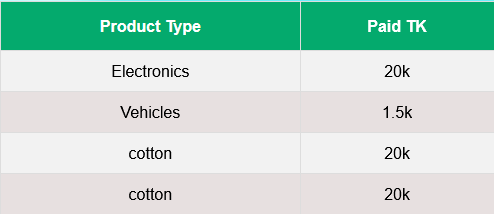 Product Type Paid TK
Electronics 20k
Vehicles 1.5k
cotton 20k
cotton 20k